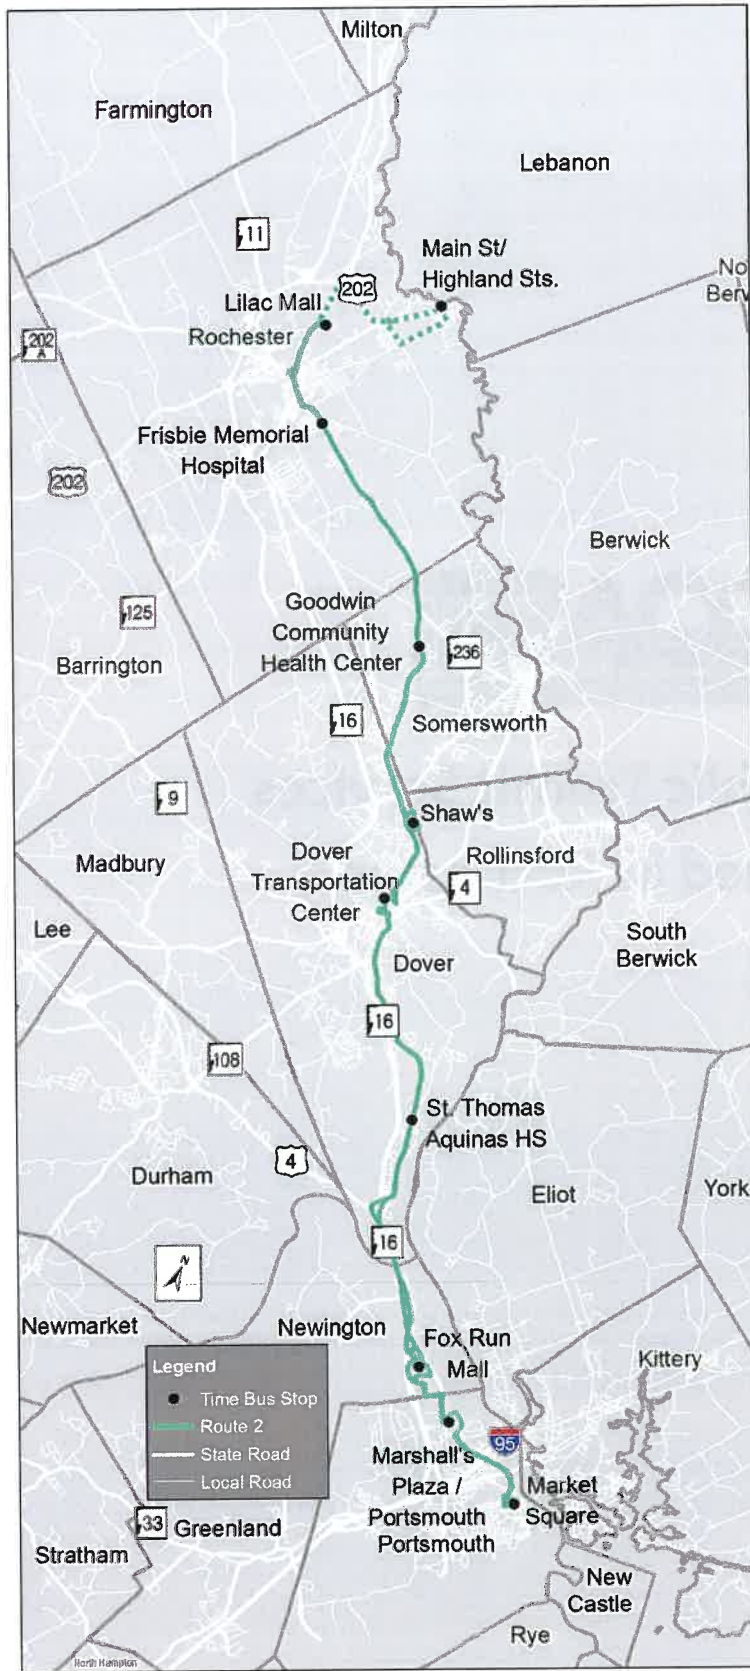 Milton
Farmington
Lebanon
11
Main St/
Highland Sts.
No
Berv
202
Lilac Mall
Rochester
202
A
Frisbie Memorial
Hospital
202
Berwick
Goodwin
Community
Health Center
125
236
Barrington
16
Somersworth
9
Shaw's
Madbury
Dover
Transportation
Center
Rollinsford
4
Lee
South
Berwick
Dover
16
108
St. Thomas
Aquinas HS
4
Durham
Eliot
York
16
N
Newmarket
Newington
Fox Run
Mall
Kittery
Legend
Time Bus Stop
Route 2
State Road
Local Road
95
Marshall's
Plaza /
Portsmouth
Portsmouth
Market
Square
33
Greenland
Stratham
New
Castle
Rye
North Hampton